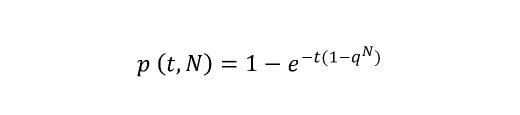 p (t, N) = 1 − e^{−t(1−q^N)}